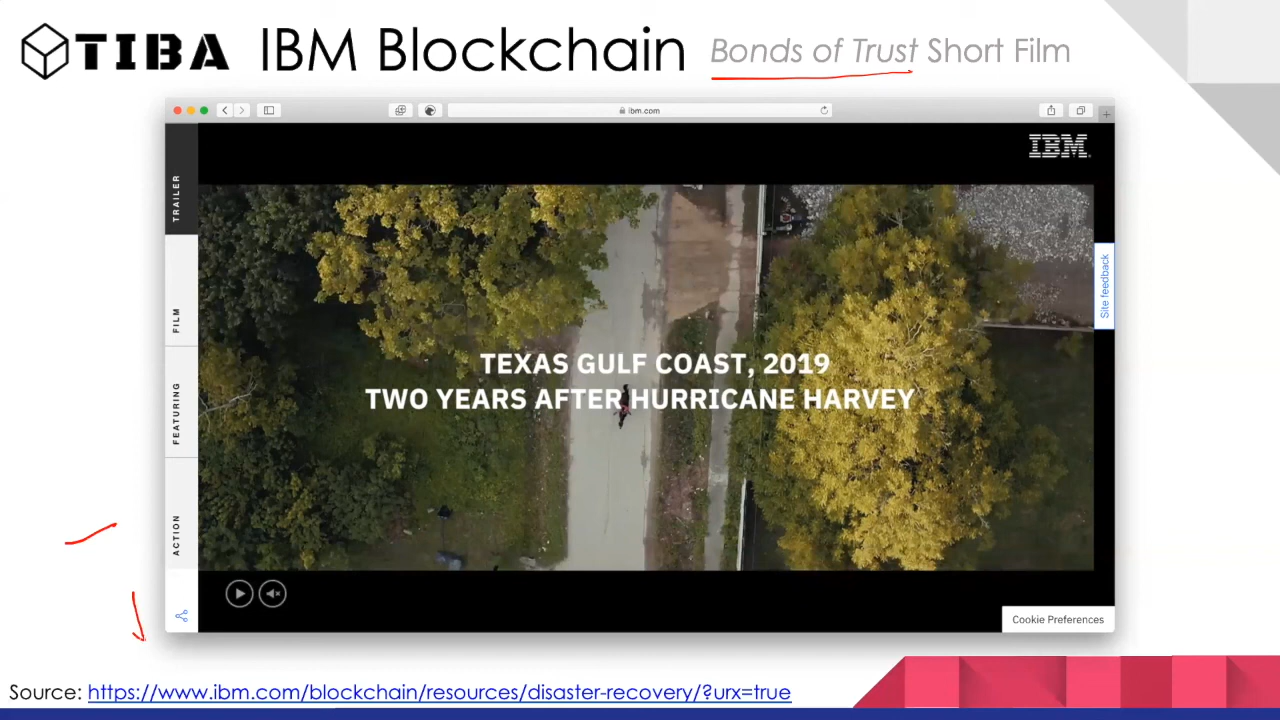 TIBA IBM Blockchain Bonds of Trust Short Film
ibm.com
IBM
TRAILER
FILM
FEATURING
ACTION
Site feedback
TEXAS GULF COAST, 2019
TWO YEARS AFTER HURRICANE HARVEY
Cookie Preferences
Source: https://www.ibm.com/blockchain/resources/disaster-recovery/?urx=true